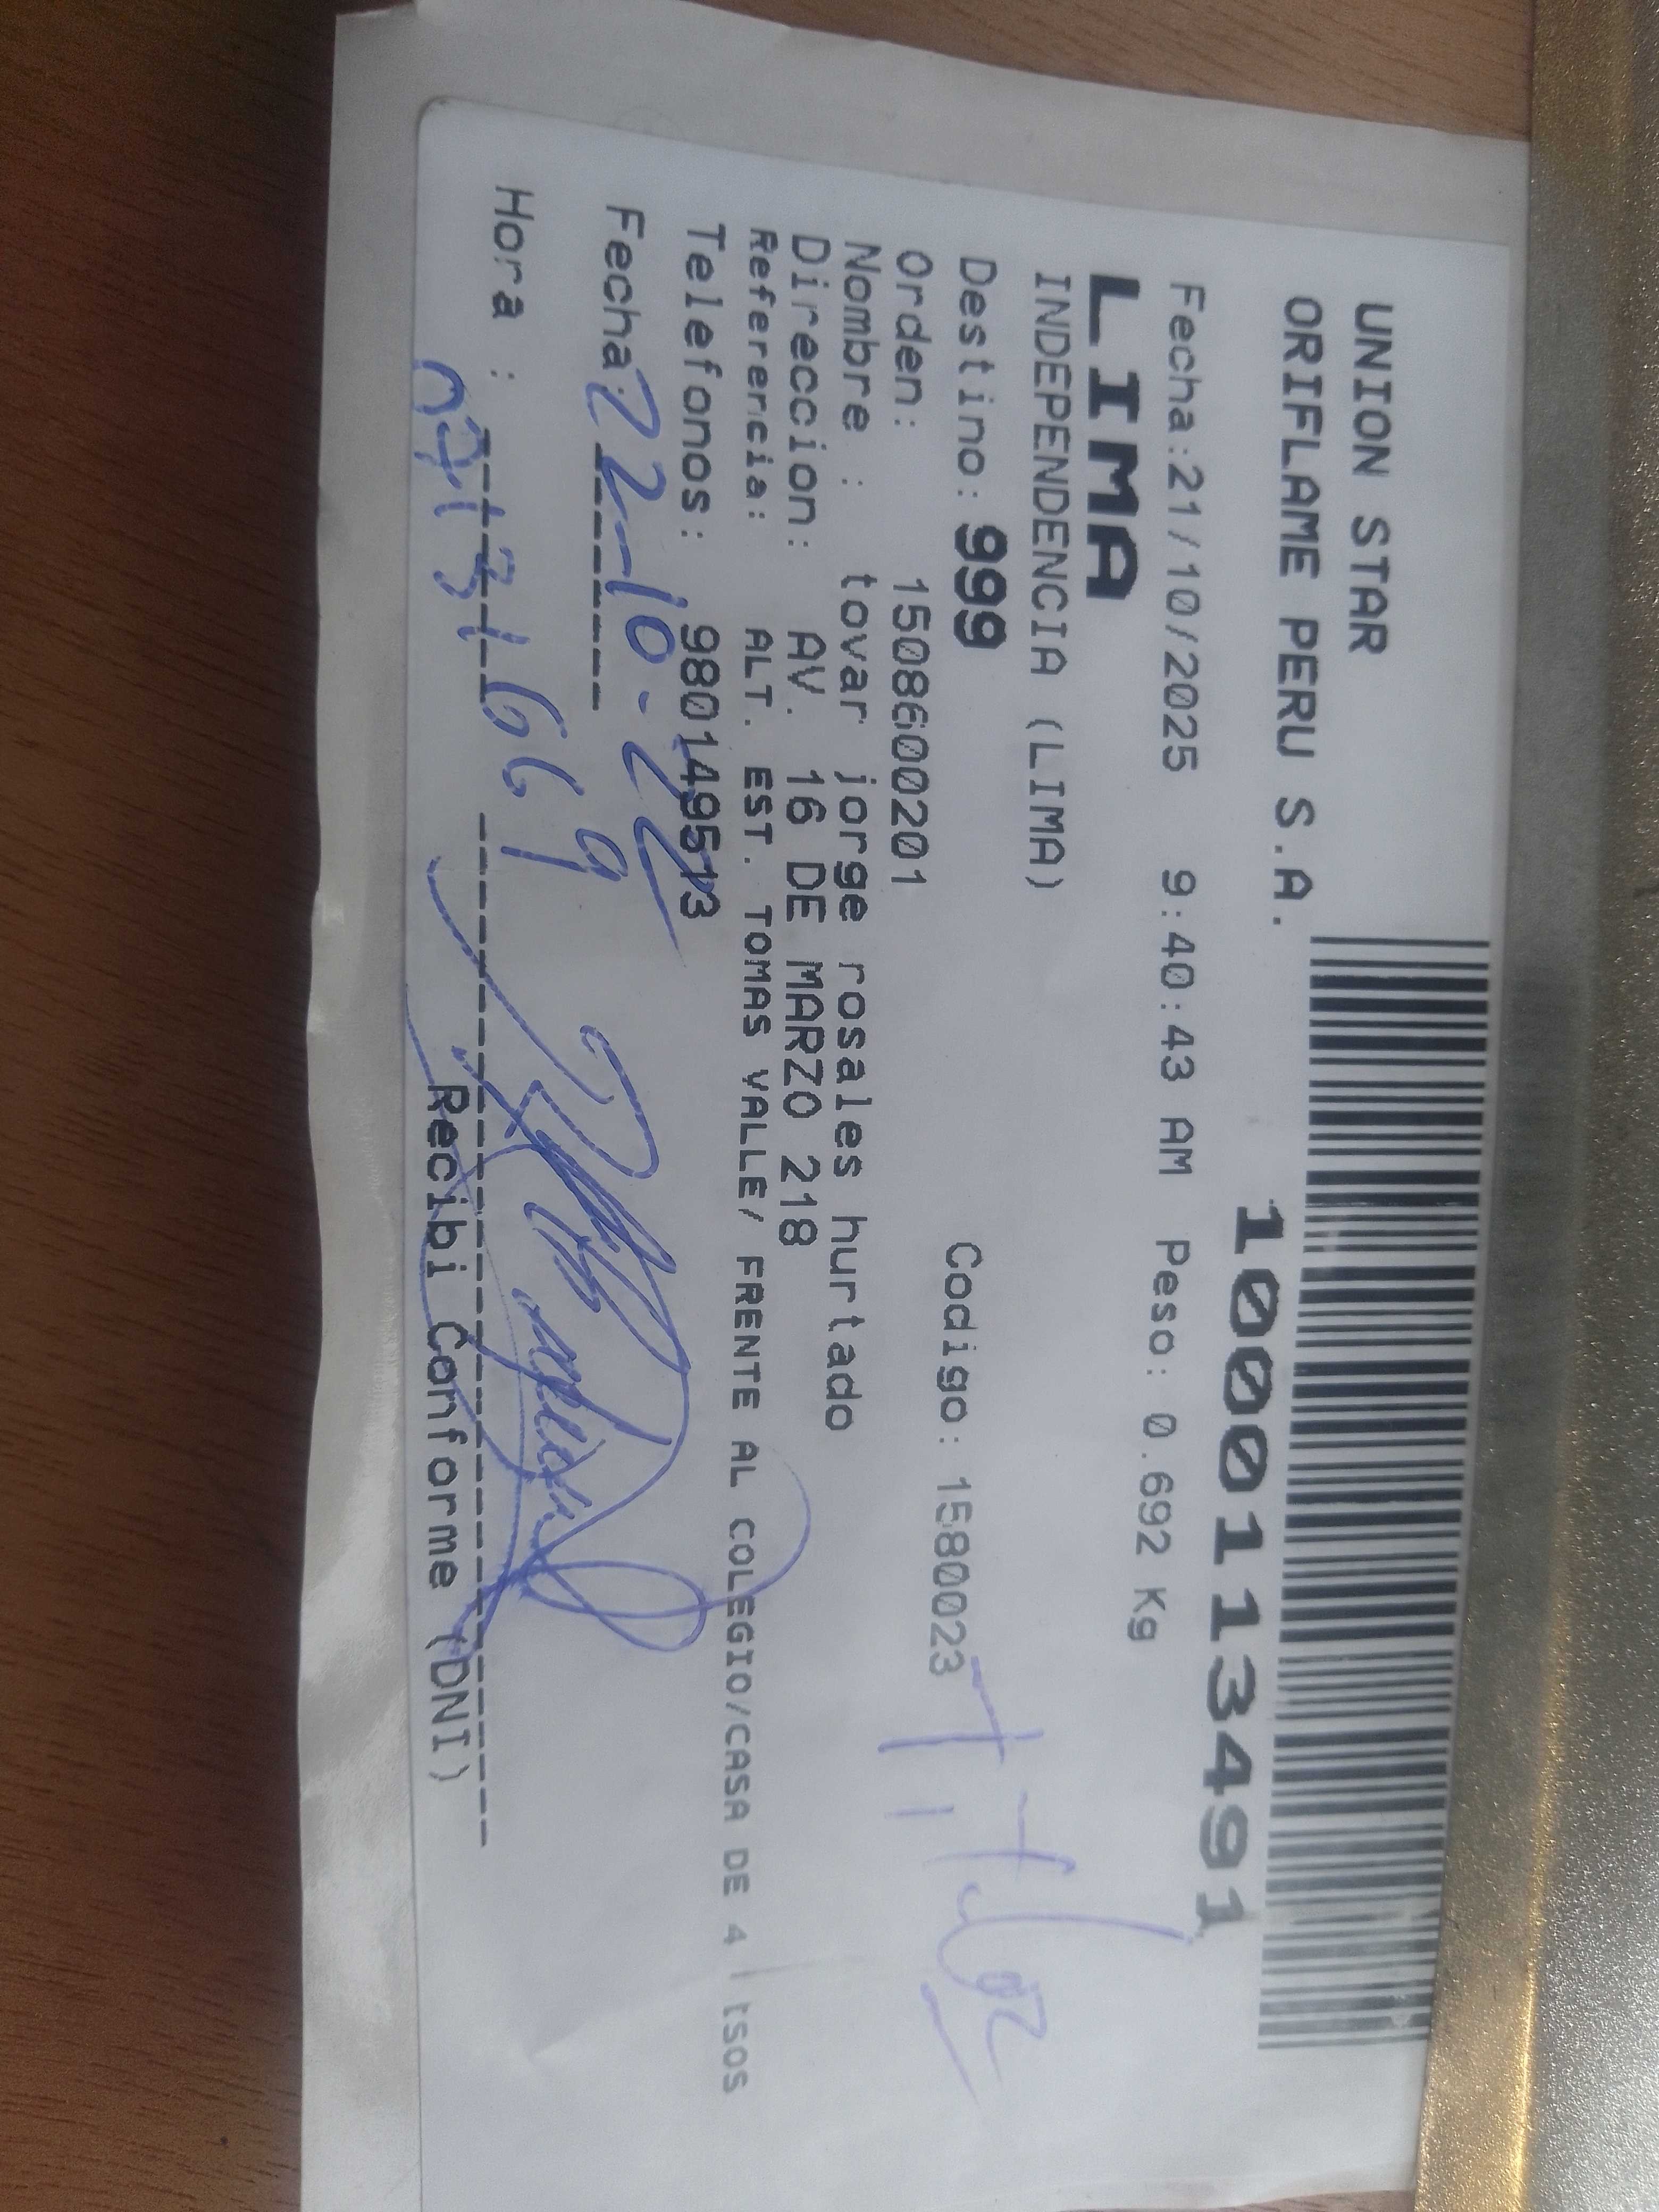 UNION STAR
ORIFLAME PERU S.A.
1000113491
Fecha:21/10/2025 9:40:43 AM Peso: 0.692 Kg
LIMA
INDEPENDENCIA (LIMA)
Destino: 999 Codigo: 1580023
Titular
Orden: 1508600201
Nombre : tovar jorge rosales hurtado
Direccion: AV. 16 DE MARZO 218
Referencia: ALT. EST. TOMAS VALLE/ FRENTE AL COLEGIO/CASA DE 4
Telefonos: 980149513
Fecha: 22-10-
Hora :
Recibi Conforme (DNI)